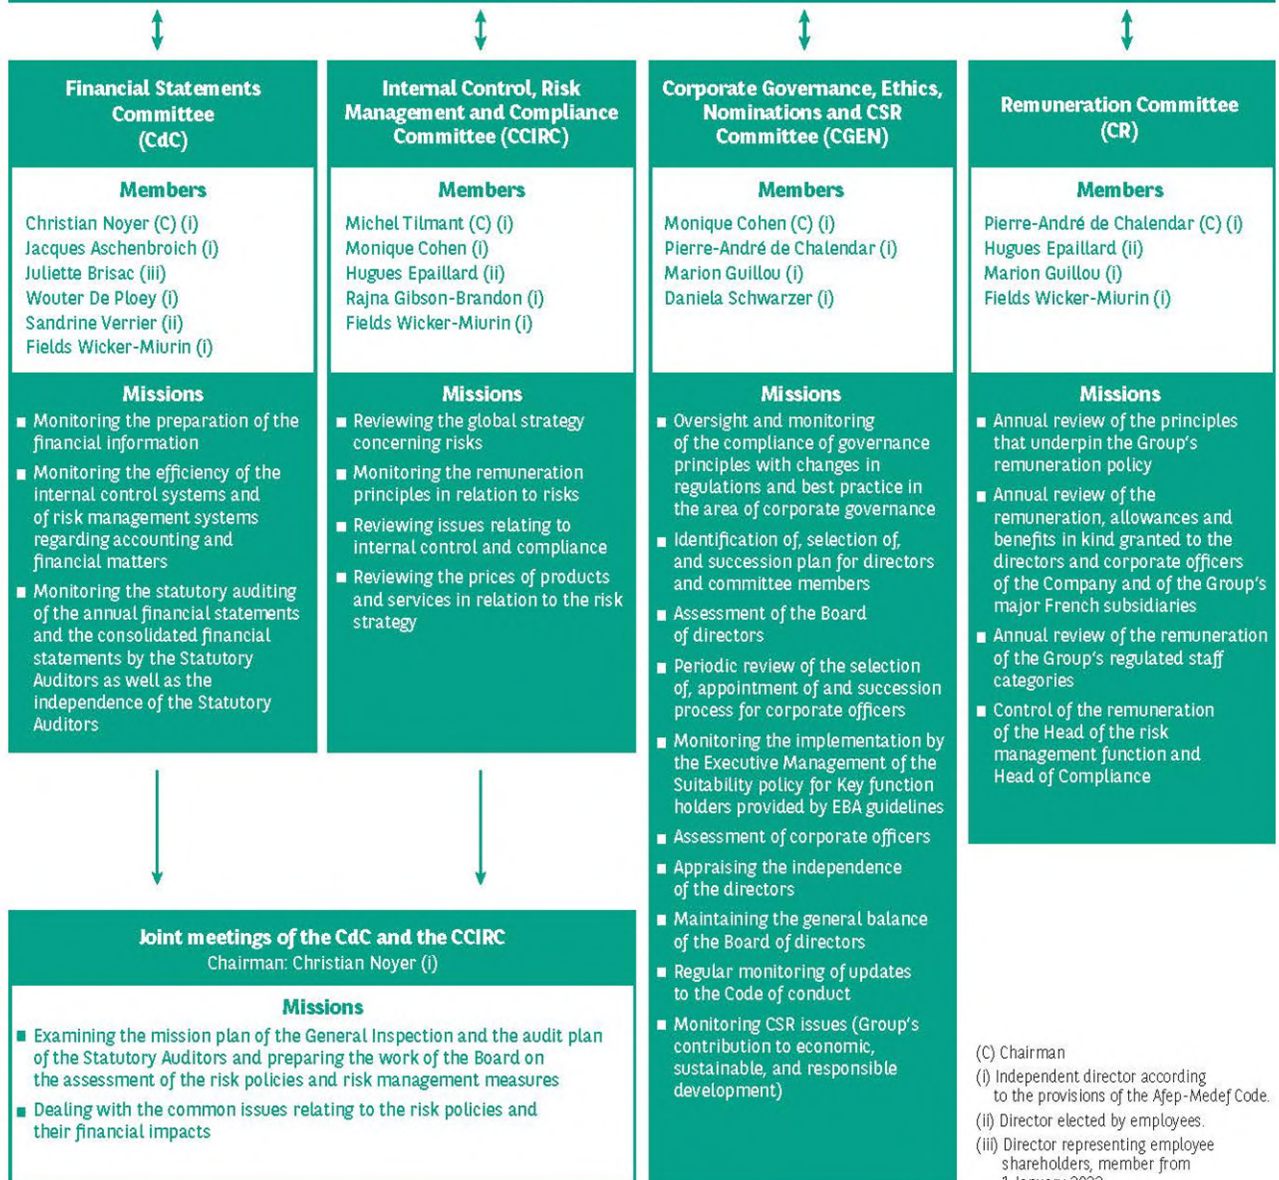 Financial Statements
Committee
(CdC)
Members
Christian Noyer (C) (i)
Jacques Aschenbroich (i)
Juliette Brisac (iii)
Wouter De Ploey (i)
Sandrine Verrier (ii)
Fields Wicker-Miurin (i)
Missions
■ Monitoring the preparation of the
financial information
■ Monitoring the efficiency of the
internal control systems and
of risk management systems
regarding accounting and
financial matters
■ Monitoring the statutory auditing
of the annual financial statements
and the consolidated financial
statements by the Statutory
Auditors as well as the
independence of the Statutory
Auditors
Internal Control, Risk
Management and Compliance
Committee (CCIRC)
Members
Michel Tilmant (C) (i)
Monique Cohen (i)
Hugues Epaillard (ii)
Rajna Gibson-Brandon (i)
Fields Wicker-Miurin (i)
Missions
■ Reviewing the global strategy
concerning risks
■ Monitoring the remuneration
principles in relation to risks
■ Reviewing issues relating to
internal control and compliance
■ Reviewing the prices of products
and services in relation to the risk
strategy
Joint meetings of the CdC and the CCIRC
Chairman: Christian Noyer (i)
Missions
■ Examining the mission plan of the General Inspection and the audit plan
of the Statutory Auditors and preparing the work of the Board on
the assessment of the risk policies and risk management measures
■ Dealing with the common issues relating to the risk policies and
their financial impacts
Corporate Governance, Ethics,
Nominations and CSR
Committee (CGEN)
Members
Monique Cohen (C) (i)
Pierre-André de Chalendar (i)
Marion Guillou (i)
Daniela Schwarzer (i)
Missions
■ Oversight and monitoring
of the compliance of governance
principles with changes in
regulations and best practice in
the area of corporate governance
■ Identification of, selection of,
and succession plan for directors
and committee members
■ Assessment of the Board
of directors
■ Periodic review of the selection
of, appointment of and succession
process for corporate officers
■ Monitoring the implementation by
the Executive Management of the
Suitability policy for Key function
holders provided by EBA guidelines
■ Assessment of corporate officers
■ Appraising the independence
of the directors
■ Maintaining the general balance
of the Board of directors
■ Regular monitoring of updates
to the Code of conduct
■ Monitoring CSR issues (Group's
contribution to economic,
sustainable, and responsible
development)
Remuneration Committee
(CR)
Members
Pierre-André de Chalendar (C) (i)
Hugues Epaillard (ii)
Marion Guillou (i)
Fields Wicker-Miurin (i)
Missions
■ Annual review of the principles
that underpin the Group's
remuneration policy
■ Annual review of the
remuneration, allowances and
benefits in kind granted to the
directors and corporate officers
of the Company and of the Group's
major French subsidiaries
■ Annual review of the remuneration
of the Group's regulated staff
categories
■ Control of the remuneration
of the Head of the risk
management function and
Head of Compliance
(C) Chairman
(i) Independent director according
to the provisions of the Afep-Medef Code.
(ii) Director elected by employees.
(iii) Director representing employee
shareholders, member from